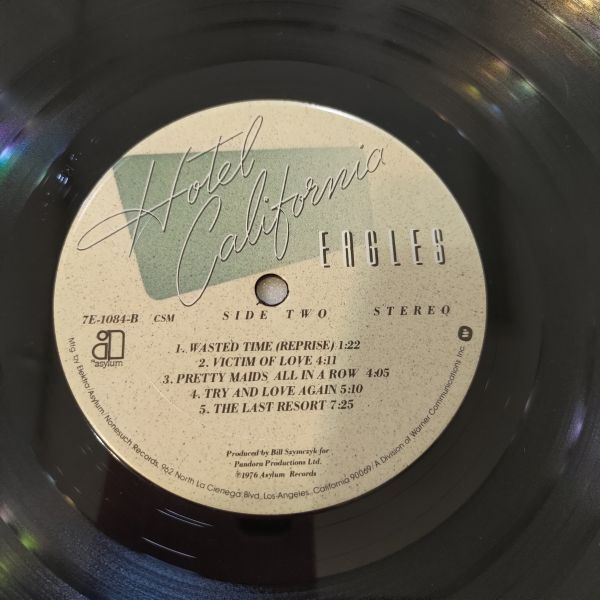 Hotel
California
EAGLES
7E-1084-B CSM SIDE TWO STEREO
asylum
1. WASTED TIME (REPRISE) 1:22
2. VICTIM OF LOVE 4:11
3. PRETTY MAIDS ALL IN A ROW 4:05
4. TRY AND LOVE AGAIN 5:10
5. THE LAST RESORT 7:25
Produced by Bill Szymczyk for
Pandora Productions Ltd.
℗1976 Asylum Records
Mfg. by Elektra/Asylum/Nonesuch Records, 962 North La Cienega Blvd., Los Angeles, California 90069/A Division of Warner Communications Inc.